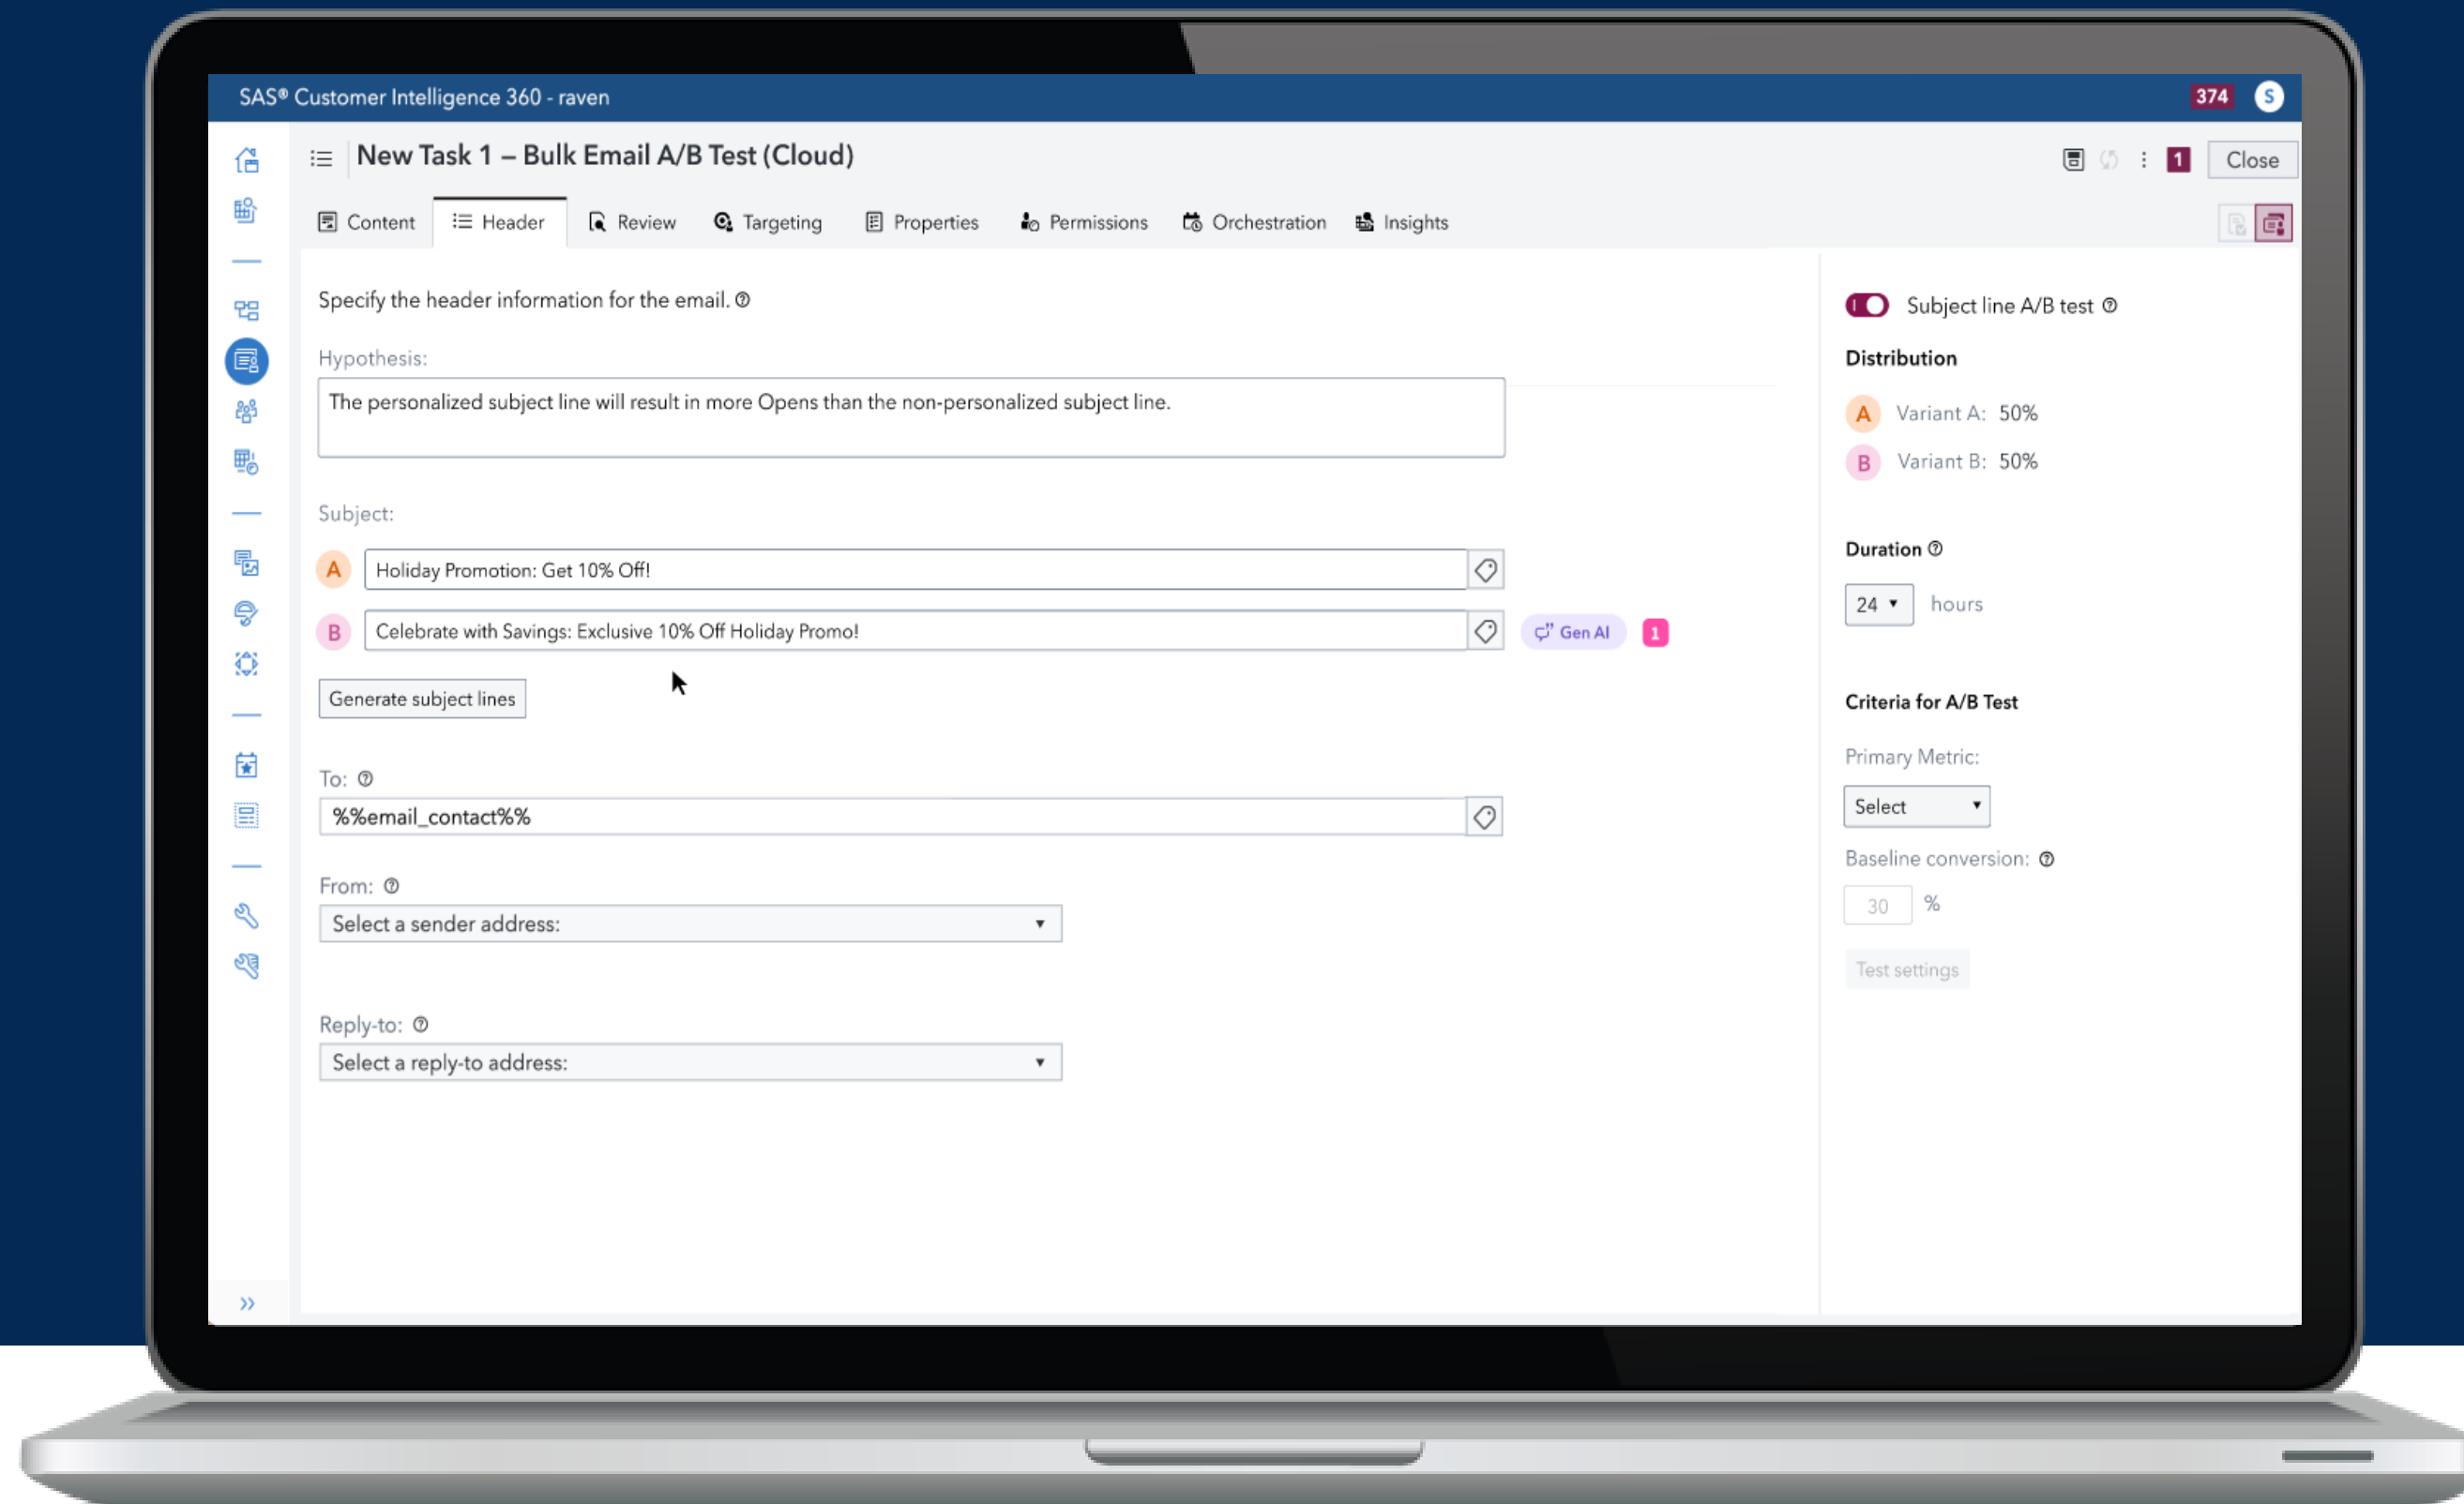 SAS® Customer Intelligence 360 - raven
374 S
New Task 1 – Bulk Email A/B Test (Cloud)
1 Close
Content Header Review Targeting Properties Permissions Orchestration Insights
Specify the header information for the email.
Hypothesis:
The personalized subject line will result in more Opens than the non-personalized subject line.
Subject:
A Holiday Promotion: Get 10% Off!
B Celebrate with Savings: Exclusive 10% Off Holiday Promo! Gen AI 1
Generate subject lines
To:
%%email_contact%%
From:
Select a sender address:
Reply-to:
Select a reply-to address:
Subject line A/B test
Distribution
A Variant A: 50%
B Variant B: 50%
Duration
24 hours
Criteria for A/B Test
Primary Metric:
Select
Baseline conversion:
30 %
Test settings